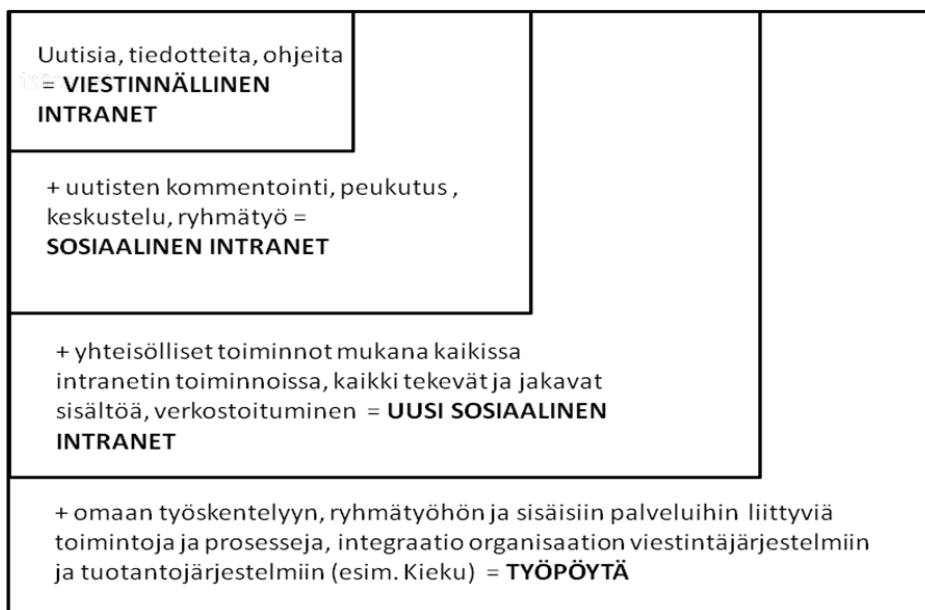 Uutisia, tiedotteita, ohjeita
= VIESTINNÄLLINEN
INTRANET
+ uutisten kommentointi, peukutus ,
keskustelu, ryhmätyö =
SOSIAALINEN INTRANET
+ yhteisölliset toiminnot mukana kaikissa
intranetin toiminnoissa, kaikki tekevät ja jakavat
sisältöä, verkostoituminen = UUSI SOSIAALINEN
INTRANET
+ omaan työskentelyyn, ryhmätyöhön ja sisäisiin palveluihin liittyviä
toimintoja ja prosesseja, integraatio organisaation viestintäjärjestelmiin
ja tuotantojärjestelmiin (esim. Kieku) = TYÖPÖYTÄ